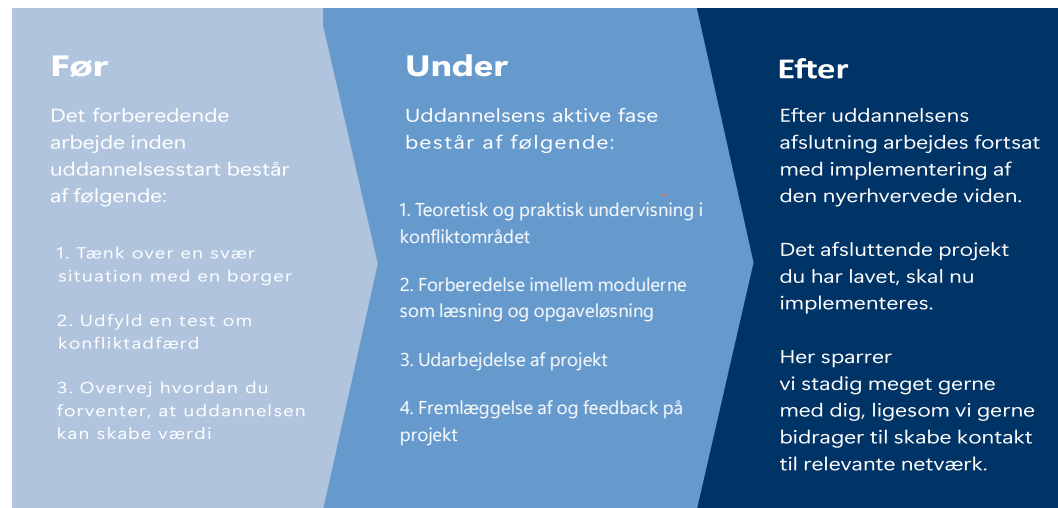 Før
Det forberedende
arbejde inden
uddannelsesstart består
af følgende:
1. Tænk over en svær
situation med en borger
2. Udfyld en test om
konfliktadfærd
3. Overvej hvordan du
forventer, at uddannelsen
kan skabe værdi
Under
Uddannelsens aktive fase
består af følgende:
1. Teoretisk og praktisk undervisning i
konfliktområdet
2. Forberedelse imellem modulerne
som læsning og opgaveløsning
3. Udarbejdelse af projekt
4. Fremlæggelse af og feedback på
projekt
Efter
Efter uddannelsens
afslutning arbejdes fortsat
med implementering af
den nyerhvervede viden.
Det afsluttende projekt
du har lavet, skal nu
implementeres.
Her sparrer
vi stadig meget gerne
med dig, ligesom vi gerne
bidrager til skabe kontakt
til relevante netværk.